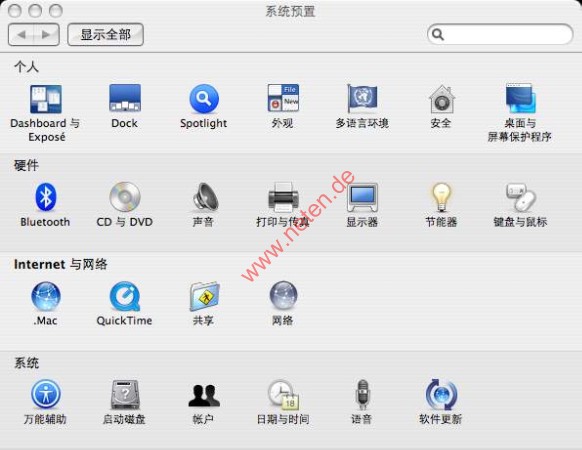 系统预置
显示全部
个人
Dashboard 与 Exposé
Dock
Spotlight
外观
File
New
多语言环境
安全
桌面与
屏幕保护程序
硬件
Bluetooth
CD 与 DVD
声音
打印与传真
显示器
节能器
键盘与鼠标
www.neten.de
Internet 与网络
.Mac
QuickTime
共享
网络
系统
万能辅助
启动磁盘
帐户
日期与时间
18
语音
软件更新